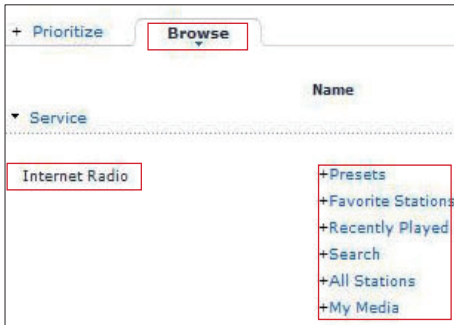 + Prioritize Browse
Name
Service
Internet Radio +Presets
+Favorite Stations
+Recently Played
+Search
+All Stations
+My Media